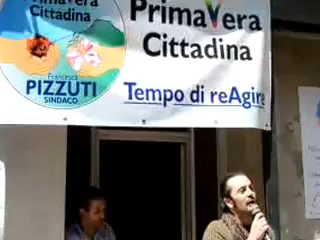 PrimaVera
Cittadina
Francesco
PIZZUTI
SINDACO
PrimaVera
Cittadina
Tempo di reAgire